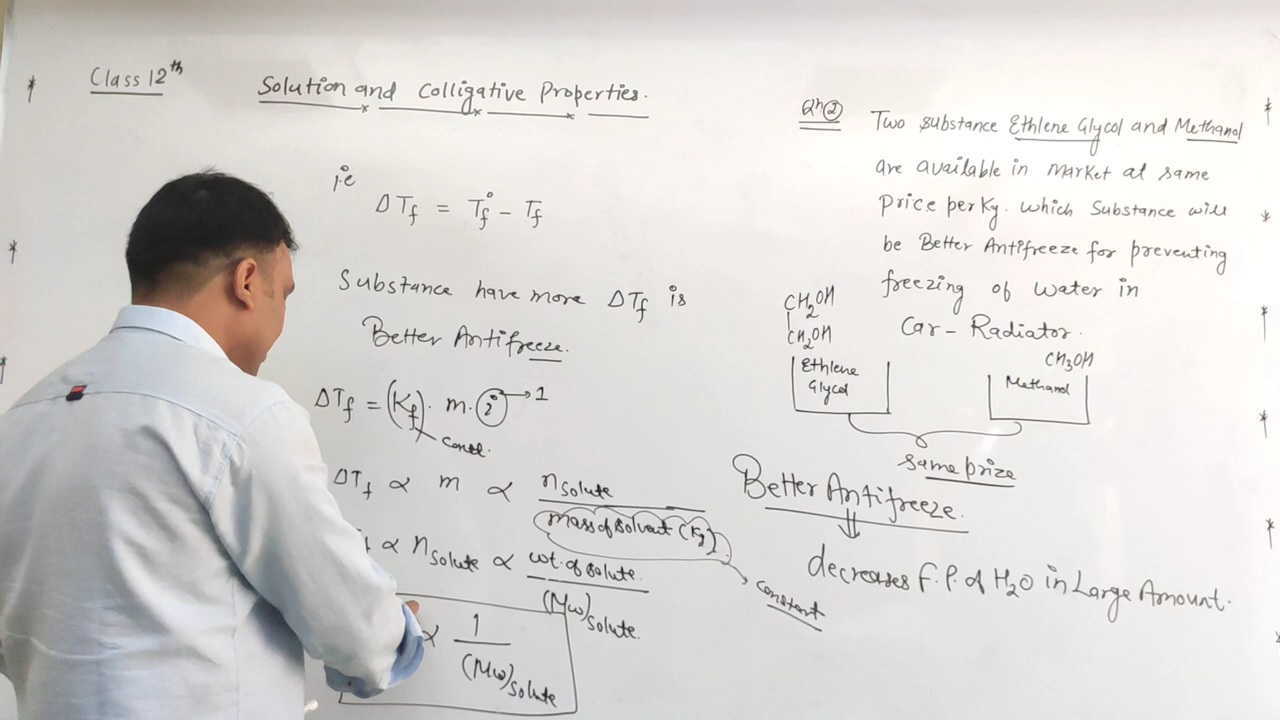 Class 12th
Solution and Colligative Properties.
i.e
ΔTf = T°f - Tf
Substance have more ΔTf is
Better Antifreeze.
ΔTf = (Kf). m. i → 1
Const.
ΔTf ∝ m ∝ nsolute
mass of solvent (Kg)
∝ nsolute ∝ wt. of solute.
(Mw)solute.
constant
∝ 1
(Mw)solute
Qn②
Two substance Ethlene Glycol and Methanol
are available in market at same
Price per Kg. which Substance will
be Better Antifreeze for preventing
freezing of water in
Car - Radiator.
CH2OH
CH2OH
Ethlene
Glycol
CH3OH
Methanol
same prize
Better Antifreeze.
⇓
decreases F.P. of H2O in Large Amount.